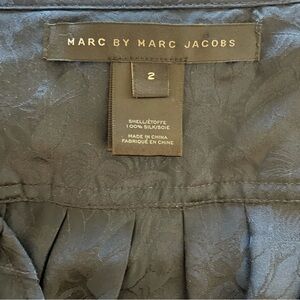 MARC BY MARC JACOBS
2
SHELL/ÉTOFFE
100% SILK/SOIE
MADE IN CHINA
FABRIQUÉ EN CHINE